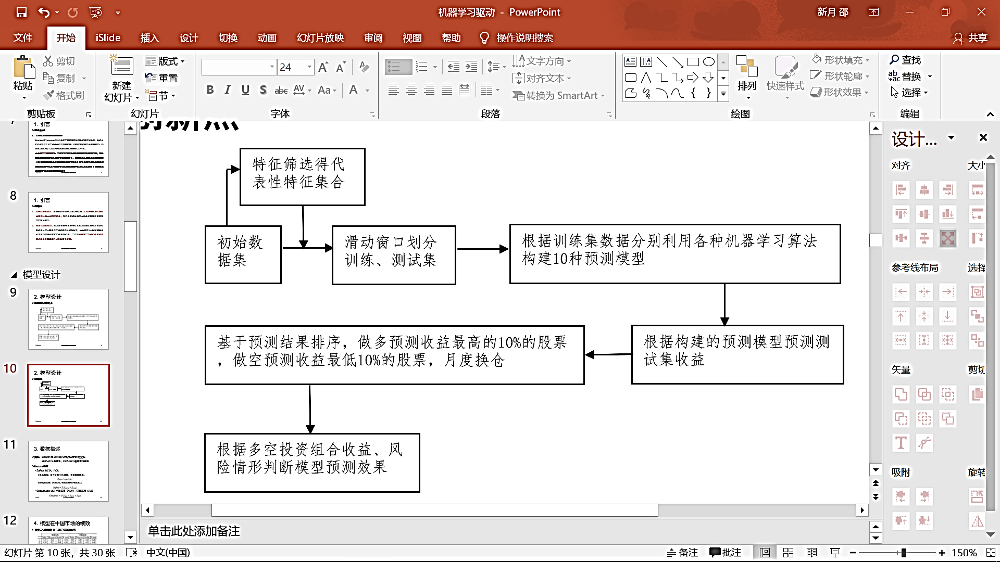 机器学习驱动 - PowerPoint
新月 邵
文件
开始
iSlide
插入
设计
切换
动画
幻灯片放映
审阅
视图
帮助
操作说明搜索
共享
粘贴
剪切
复制
格式刷
剪贴板
新建
幻灯片
版式
重置
节
幻灯片
24
字体
段落
文字方向
对齐文本
转换为 SmartArt
绘图
排列
快速样式
形状填充
形状轮廓
形状效果
查找
替换
选择
编辑
1. 引言
8
1. 引言
模型设计
9
2. 模型设计
10
2. 模型设计
11
3. 数据描述
12
4. 模型在中国市场的绩效
特征筛选得代
表性特征集合
初始数
据集
滑动窗口划分
训练、测试集
根据训练集数据分别利用各种机器学习算法
构建10种预测模型
基于预测结果排序，做多预测收益最高的10%的股票
，做空预测收益最低10%的股票，月度换仓
根据构建的预测模型预测测
试集收益
根据多空投资组合收益、风
险情形判断模型预测效果
单击此处添加备注
设计...
对齐
大小
参考线布局
选择
矢量
剪切
吸附
旋转
幻灯片 第 10 张，共 30 张
中文(中国)
备注
批注
150%